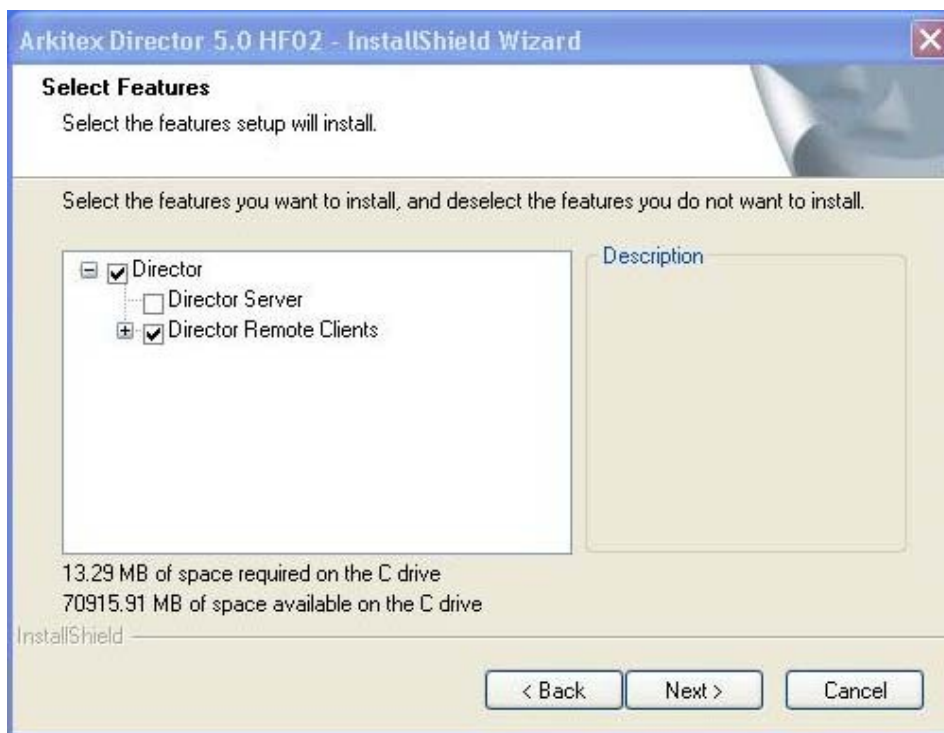 Arkitex Director 5.0 HF02 - InstallShield Wizard
Select Features
Select the features setup will install.
Select the features you want to install, and deselect the features you do not want to install.
Director
Director Server
Director Remote Clients
Description
13.29 MB of space required on the C drive
70915.91 MB of space available on the C drive
InstallShield
< Back
Next >
Cancel